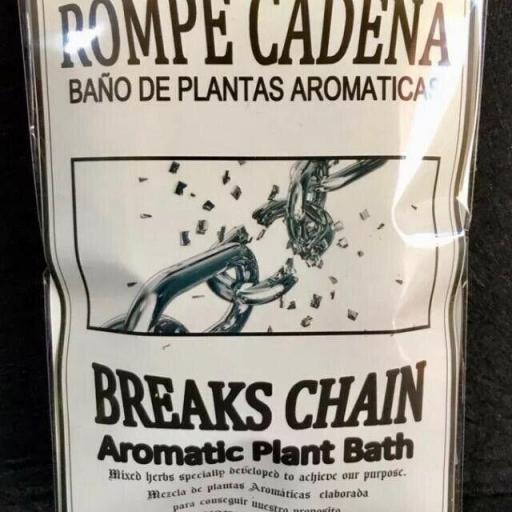 ROMPE CADENA
BAÑO DE PLANTAS AROMATICAS
BREAKS CHAIN
Aromatic Plant Bath
Mixed herbs specially developed to achieve our purpose.
Mezcla de plantas Aromáticas elaborada
para conseguir nuestro proposito